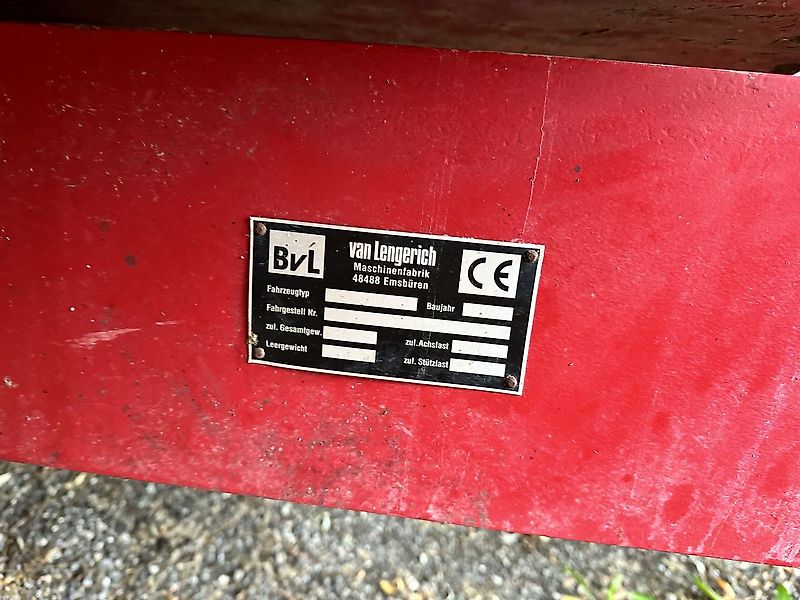 BvL
van Lengerich
Maschinenfabrik
48488 Emsbüren
CE
Fahrzeugtyp
Baujahr
Fahrgestell Nr.
zul. Gesamtgew.
zul. Achslast
Leergewicht
zul. Stützlast